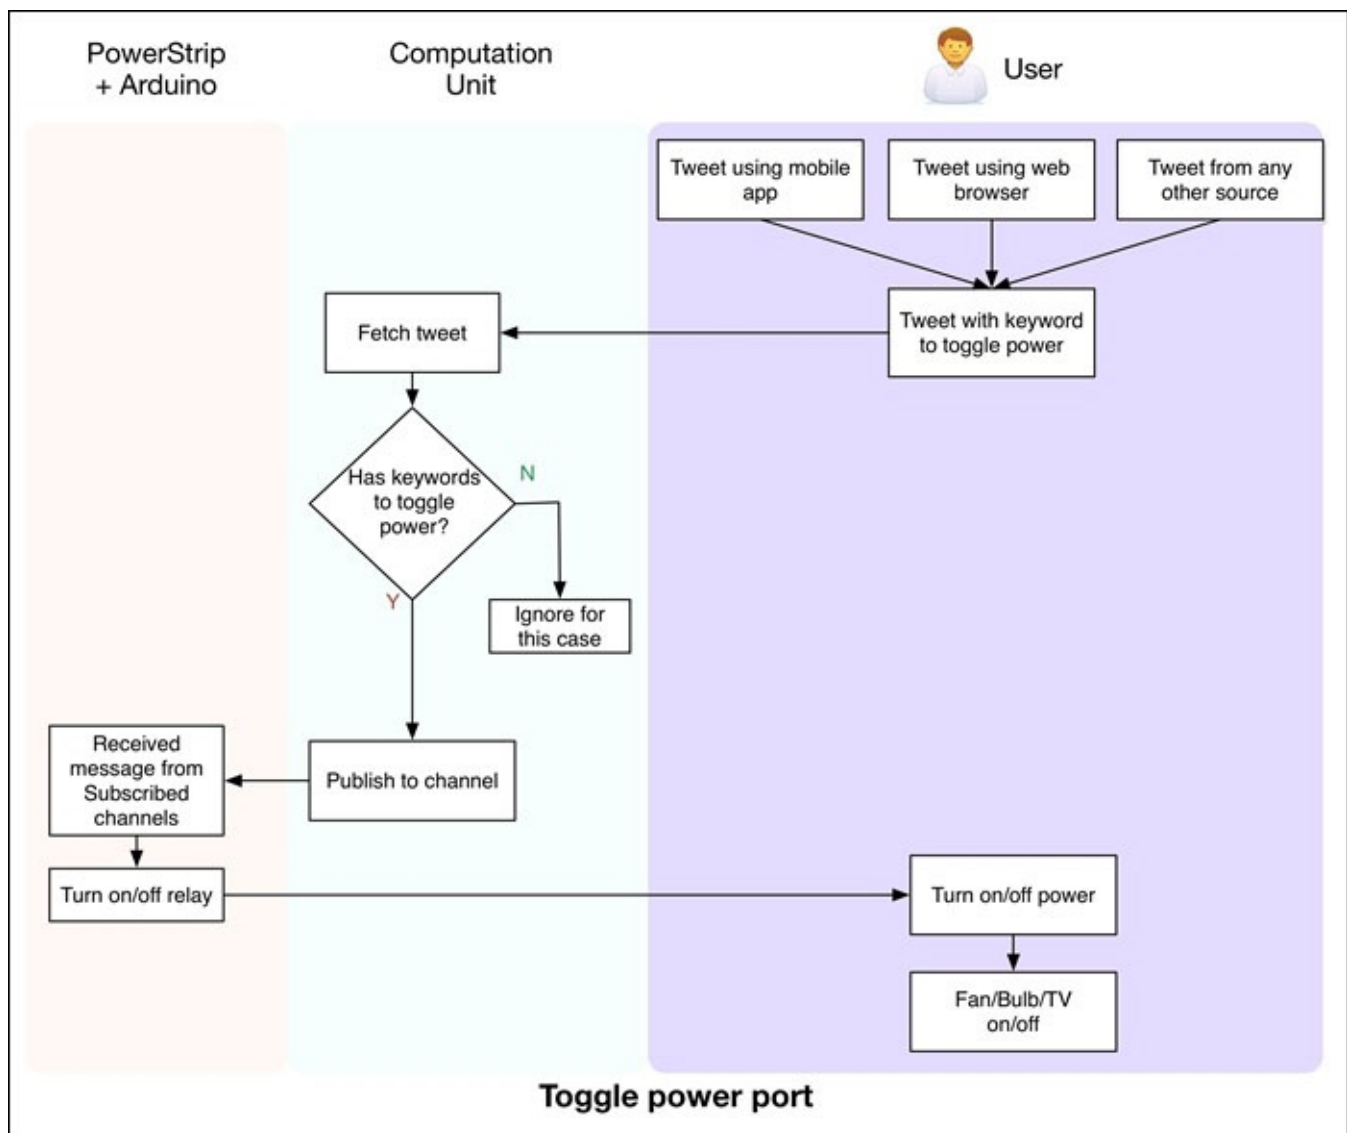 PowerStrip
+ Arduino
Computation
Unit
User
Tweet using mobile
app
Tweet using web
browser
Tweet from any
other source
Fetch tweet
Tweet with keyword
to toggle power
Has keywords
to toggle
power?
N
Y
Ignore for
this case
Received
message from
Subscribed
channels
Publish to channel
Turn on/off relay
Turn on/off power
Fan/Bulb/TV
on/off
Toggle power port